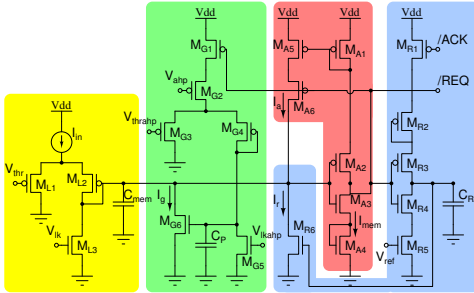 Vdd Vdd Vdd Vdd
M_G1 M_A5 M_A1 M_R1 /ACK
/REQ
V_ahp M_G2 M_A6
I_a
Vdd
V_thrahp M_G3 M_G4 M_R2
I_in
V_thr M_L1 M_L2 M_A2 M_R3
C_mem I_g I_r M_A3 M_R4 C_R
I_mem
V_lk M_L3 M_G6 C_P V_lkahp M_R6 M_A4 V_ref M_R5
M_G5